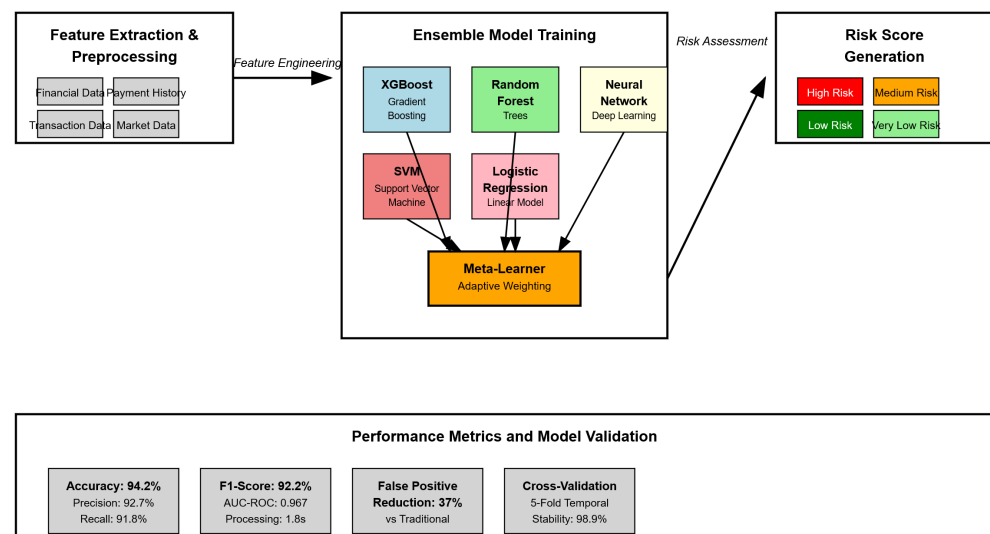 Feature Extraction &
Preprocessing
Financial Data
Payment History
Transaction Data
Market Data
Feature Engineering
Ensemble Model Training
XGBoost
Gradient
Boosting
Random
Forest
Trees
Neural
Network
Deep Learning
SVM
Support Vector
Machine
Logistic
Regression
Linear Model
Meta-Learner
Adaptive Weighting
Risk Assessment
Risk Score
Generation
High Risk
Medium Risk
Low Risk
Very Low Risk
Performance Metrics and Model Validation
Accuracy: 94.2%
Precision: 92.7%
Recall: 91.8%
F1-Score: 92.2%
AUC-ROC: 0.967
Processing: 1.8s
False Positive
Reduction: 37%
vs Traditional
Cross-Validation
5-Fold Temporal
Stability: 98.9%